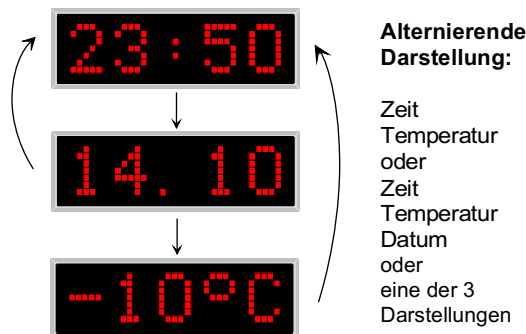 23:50
14. 10
-10°C
Alternierende
Darstellung:
Zeit
Temperatur
oder
Zeit
Temperatur
Datum
oder
eine der 3
Darstellungen